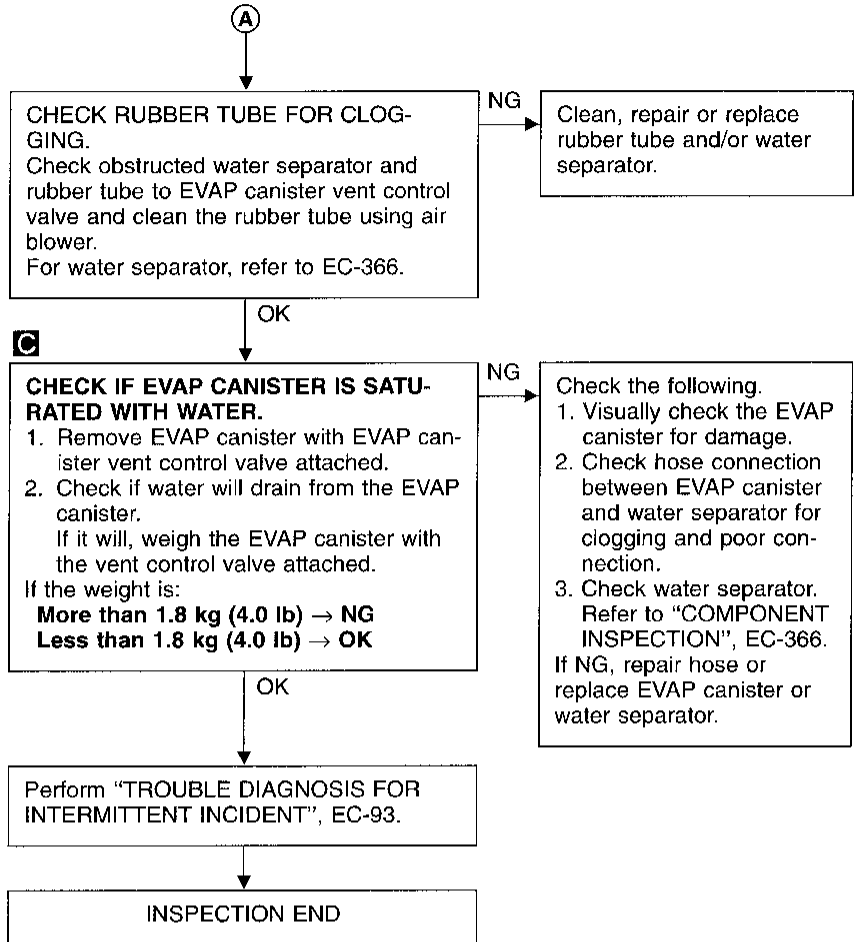 A
CHECK RUBBER TUBE FOR CLOG-
GING.
Check obstructed water separator and
rubber tube to EVAP canister vent control
valve and clean the rubber tube using air
blower.
For water separator, refer to EC-366.
NG
Clean, repair or replace
rubber tube and/or water
separator.
OK
C
CHECK IF EVAP CANISTER IS SATU-
RATED WITH WATER.
1. Remove EVAP canister with EVAP can-
ister vent control valve attached.
2. Check if water will drain from the EVAP
canister.
If it will, weigh the EVAP canister with
the vent control valve attached.
If the weight is:
More than 1.8 kg (4.0 lb) → NG
Less than 1.8 kg (4.0 lb) → OK
NG
Check the following.
1. Visually check the EVAP
canister for damage.
2. Check hose connection
between EVAP canister
and water separator for
clogging and poor con-
nection.
3. Check water separator.
Refer to “COMPONENT
INSPECTION”, EC-366.
If NG, repair hose or
replace EVAP canister or
water separator.
OK
Perform “TROUBLE DIAGNOSIS FOR
INTERMITTENT INCIDENT”, EC-93.
INSPECTION END